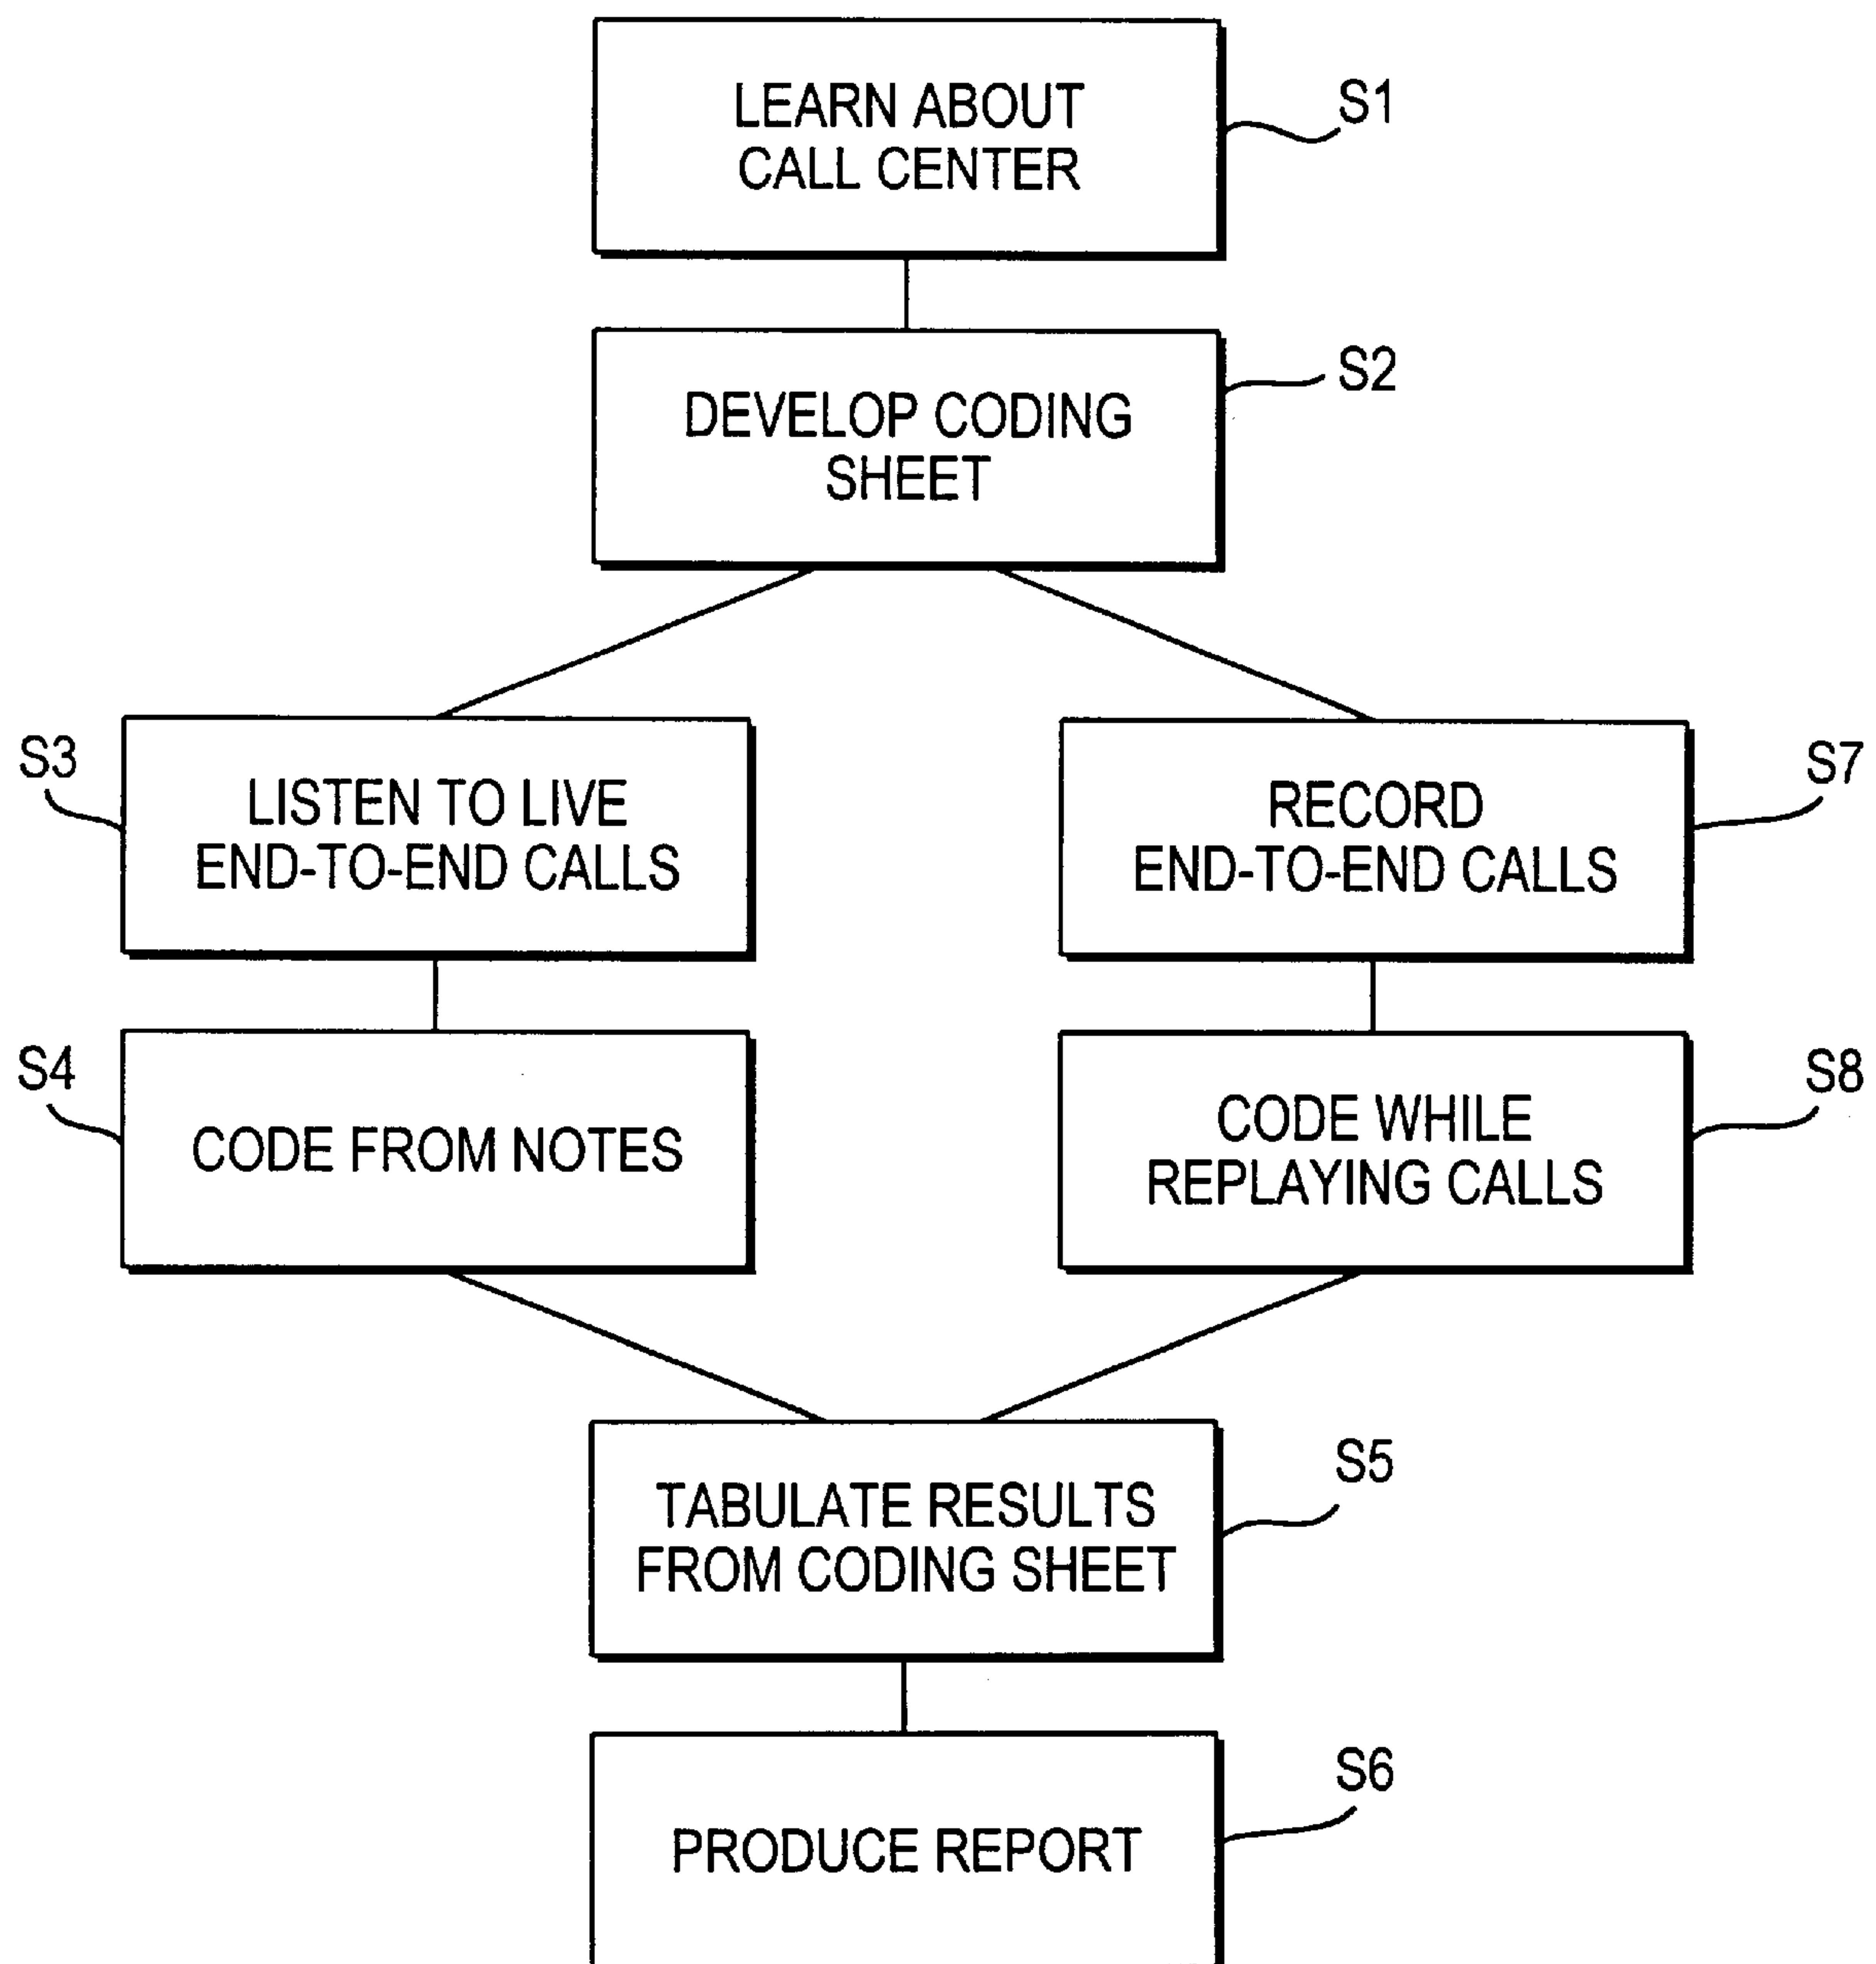 LEARN ABOUT
CALL CENTER
S1
DEVELOP CODING
SHEET
S2
S3
LISTEN TO LIVE
END-TO-END CALLS
RECORD
END-TO-END CALLS
S7
S4
CODE FROM NOTES
CODE WHILE
REPLAYING CALLS
S8
TABULATE RESULTS
FROM CODING SHEET
S5
PRODUCE REPORT
S6